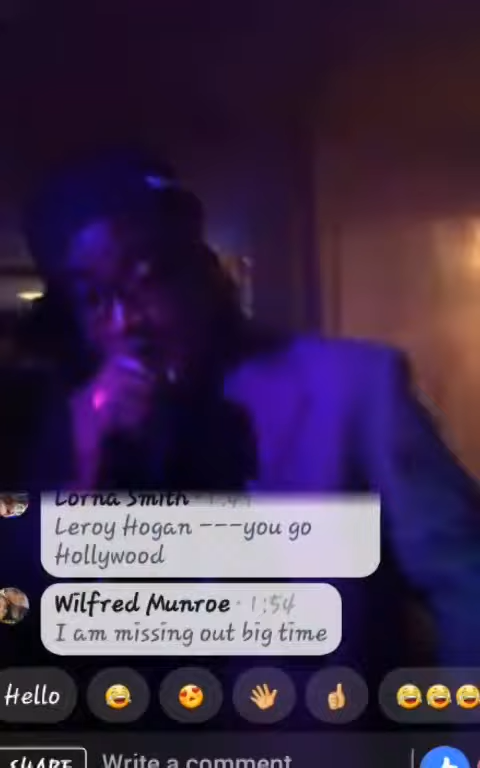 Lorna Smith
Leroy Hogan ---you go
Hollywood
Wilfred Munroe · 1:54
I am missing out big time
Hello
SHARE
Write a comment